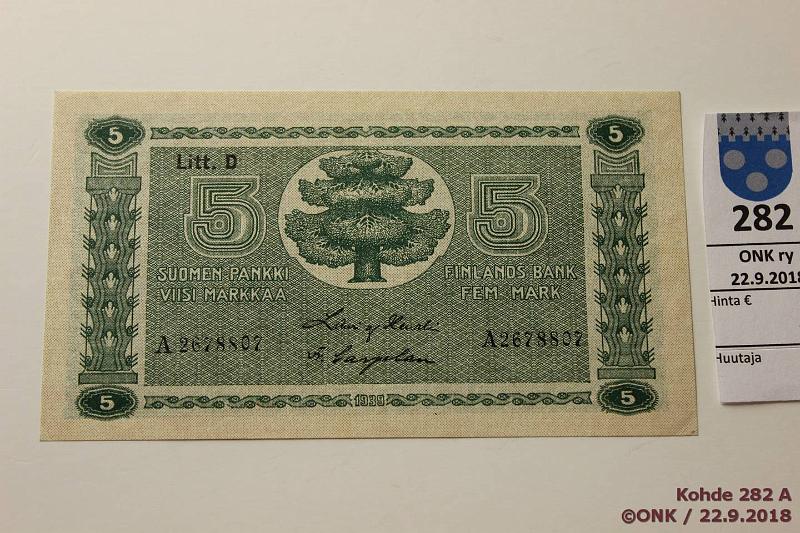 5 5
Litt. D
5 5
SUOMEN PANKKI
VIISI MARKKAA
FINLANDS BANK
FEM MARK
A2678807 A2678807
5 1939 5
282
ONK ry
22.9.2018
Hinta €
Huutaja
Kohde 282 A
©ONK / 22.9.2018